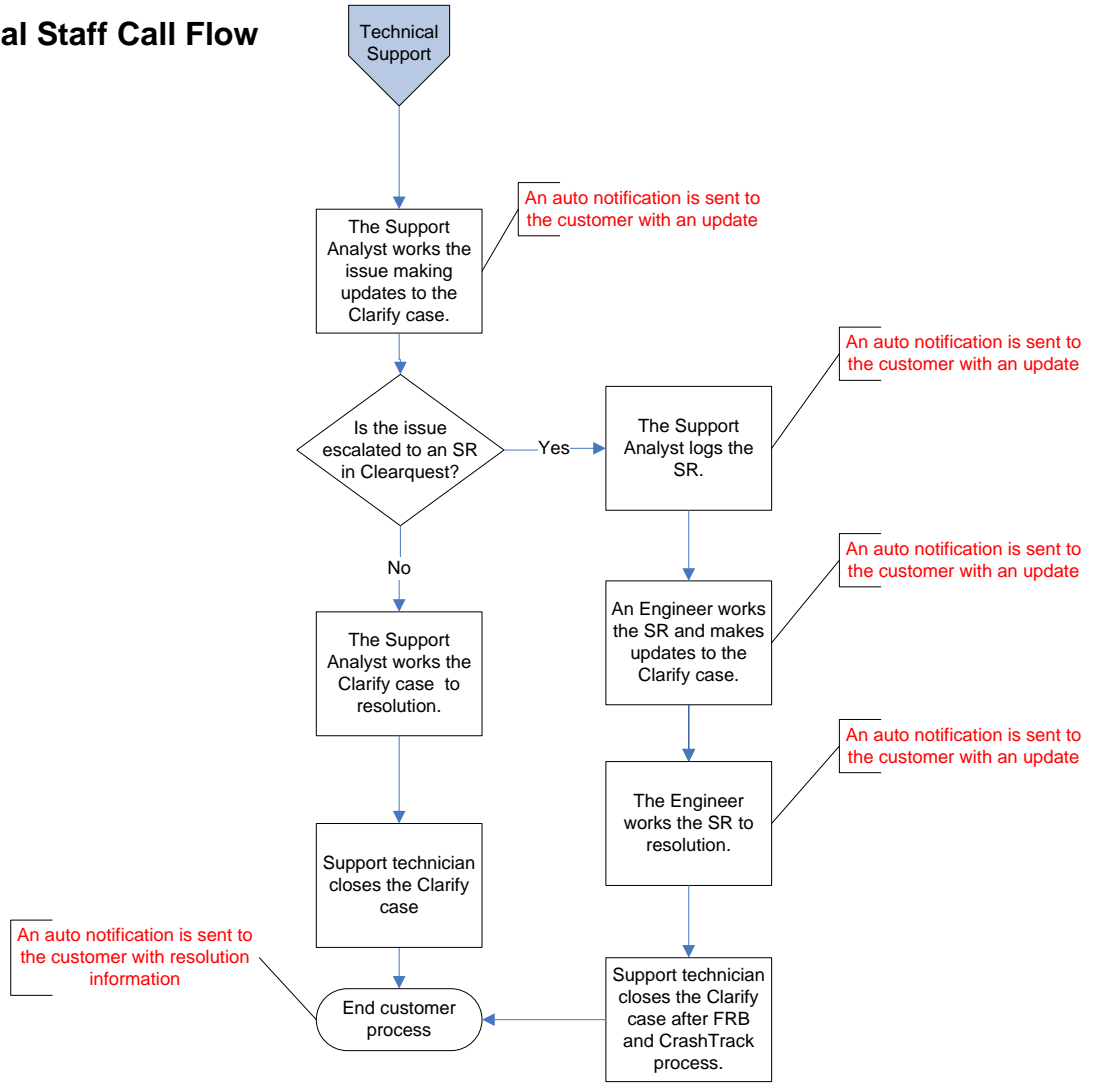 al Staff Call Flow
Technical
Support
An auto notification is sent to
the customer with an update
The Support
Analyst works the
issue making
updates to the
Clarify case.
An auto notification is sent to
the customer with an update
Is the issue
escalated to an SR
in Clearquest?
Yes
The Support
Analyst logs the
SR.
No
An auto notification is sent to
the customer with an update
The Support
Analyst works the
Clarify case to
resolution.
An Engineer works
the SR and makes
updates to the
Clarify case.
An auto notification is sent to
the customer with an update
The Engineer
works the SR to
resolution.
Support technician
closes the Clarify
case
An auto notification is sent to
the customer with resolution
information
End customer
process
Support technician
closes the Clarify
case after FRB
and CrashTrack
process.